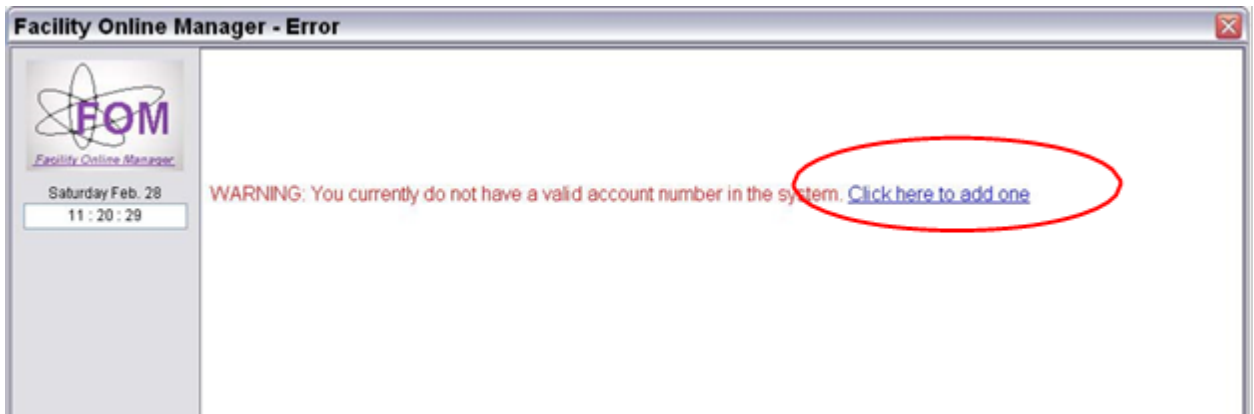 Facility Online Manager - Error
FOM
Facility Online Manager
Saturday Feb. 28
11 : 20 : 29
WARNING: You currently do not have a valid account number in the system. Click here to add one